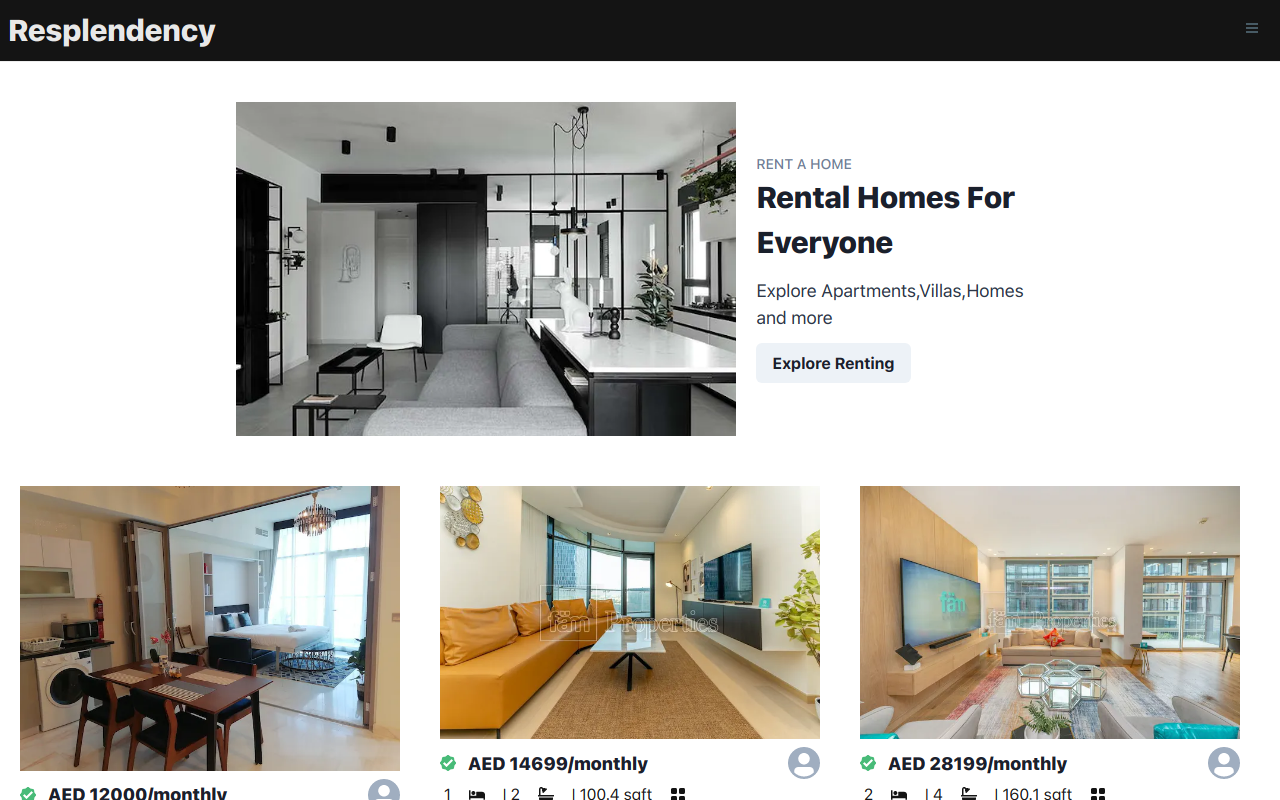 Resplendency
RENT A HOME
Rental Homes For
Everyone
Explore Apartments,Villas,Homes
and more
Explore Renting
fäm Properties
fäm
fäm Properties
AED 12000/monthly
AED 14699/monthly
1 | 2 | 100.4 sqft
AED 28199/monthly
2 | 4 | 160.1 sqft